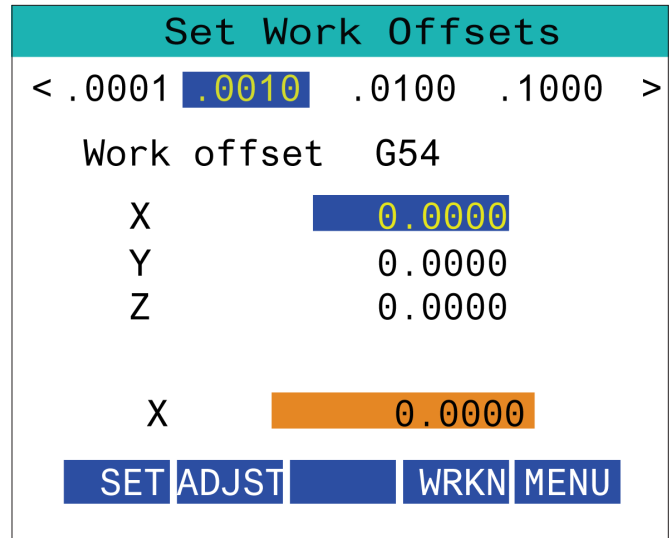 Set Work Offsets
< .0001 .0010 .0100 .1000 >
Work offset G54
X 0.0000
Y 0.0000
Z 0.0000
X 0.0000
SET ADJST WRKN MENU